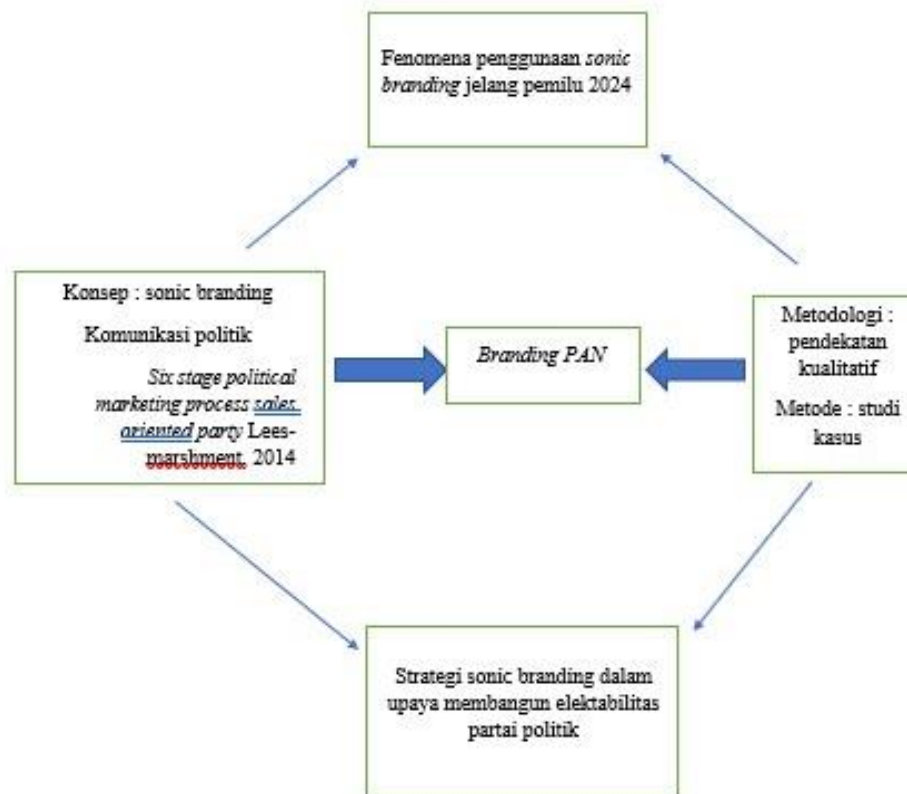 Fenomena penggunaan sonic
branding jelang pemilu 2024
Konsep : sonic branding
Komunikasi politik
Six stage political
marketing process sales
oriented party Lees-
marshment, 2014
Branding PAN
Metodologi :
pendekatan
kualitatif
Metode : studi
kasus
Strategi sonic branding dalam
upaya membangun elektabilitas
partai politik